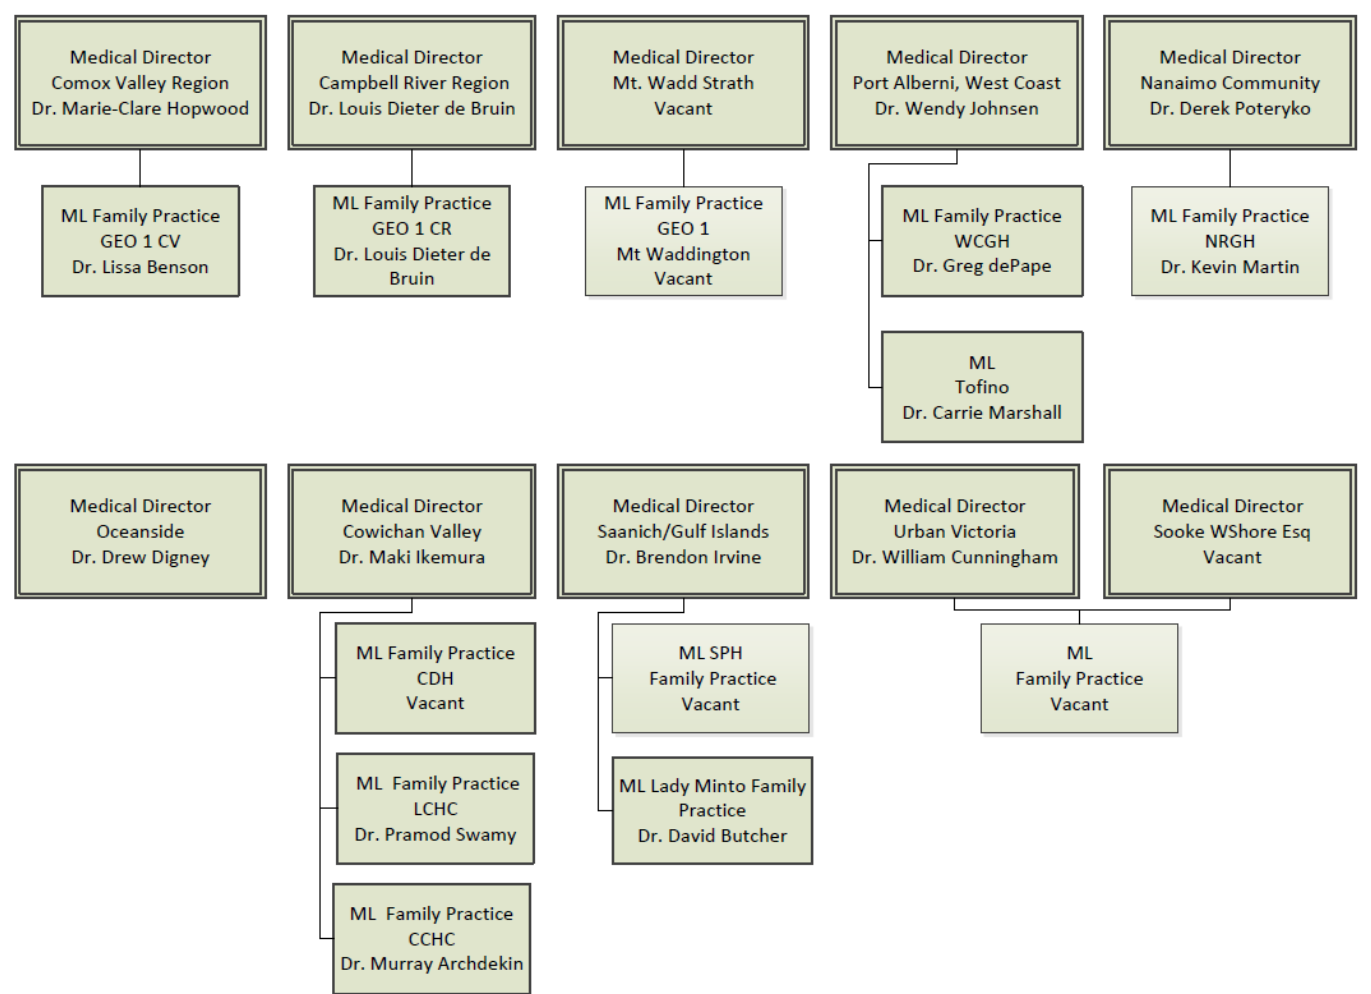 Medical Director
Comox Valley Region
Dr. Marie-Clare Hopwood
Medical Director
Campbell River Region
Dr. Louis Dieter de Bruin
Medical Director
Mt. Wadd Strath
Vacant
Medical Director
Port Alberni, West Coast
Dr. Wendy Johnsen
Medical Director
Nanaimo Community
Dr. Derek Poteryko
ML Family Practice
GEO 1 CV
Dr. Lissa Benson
ML Family Practice
GEO 1 CR
Dr. Louis Dieter de
Bruin
ML Family Practice
GEO 1
Mt Waddington
Vacant
ML Family Practice
WCGH
Dr. Greg dePape
ML Family Practice
NRGH
Dr. Kevin Martin
ML
Tofino
Dr. Carrie Marshall
Medical Director
Oceanside
Dr. Drew Digney
Medical Director
Cowichan Valley
Dr. Maki Ikemura
Medical Director
Saanich/Gulf Islands
Dr. Brendon Irvine
Medical Director
Urban Victoria
Dr. William Cunningham
Medical Director
Sooke WShore Esq
Vacant
ML Family Practice
CDH
Vacant
ML SPH
Family Practice
Vacant
ML
Family Practice
Vacant
ML  Family Practice
LCHC
Dr. Pramod Swamy
ML Lady Minto Family
Practice
Dr. David Butcher
ML  Family Practice
CCHC
Dr. Murray Archdekin